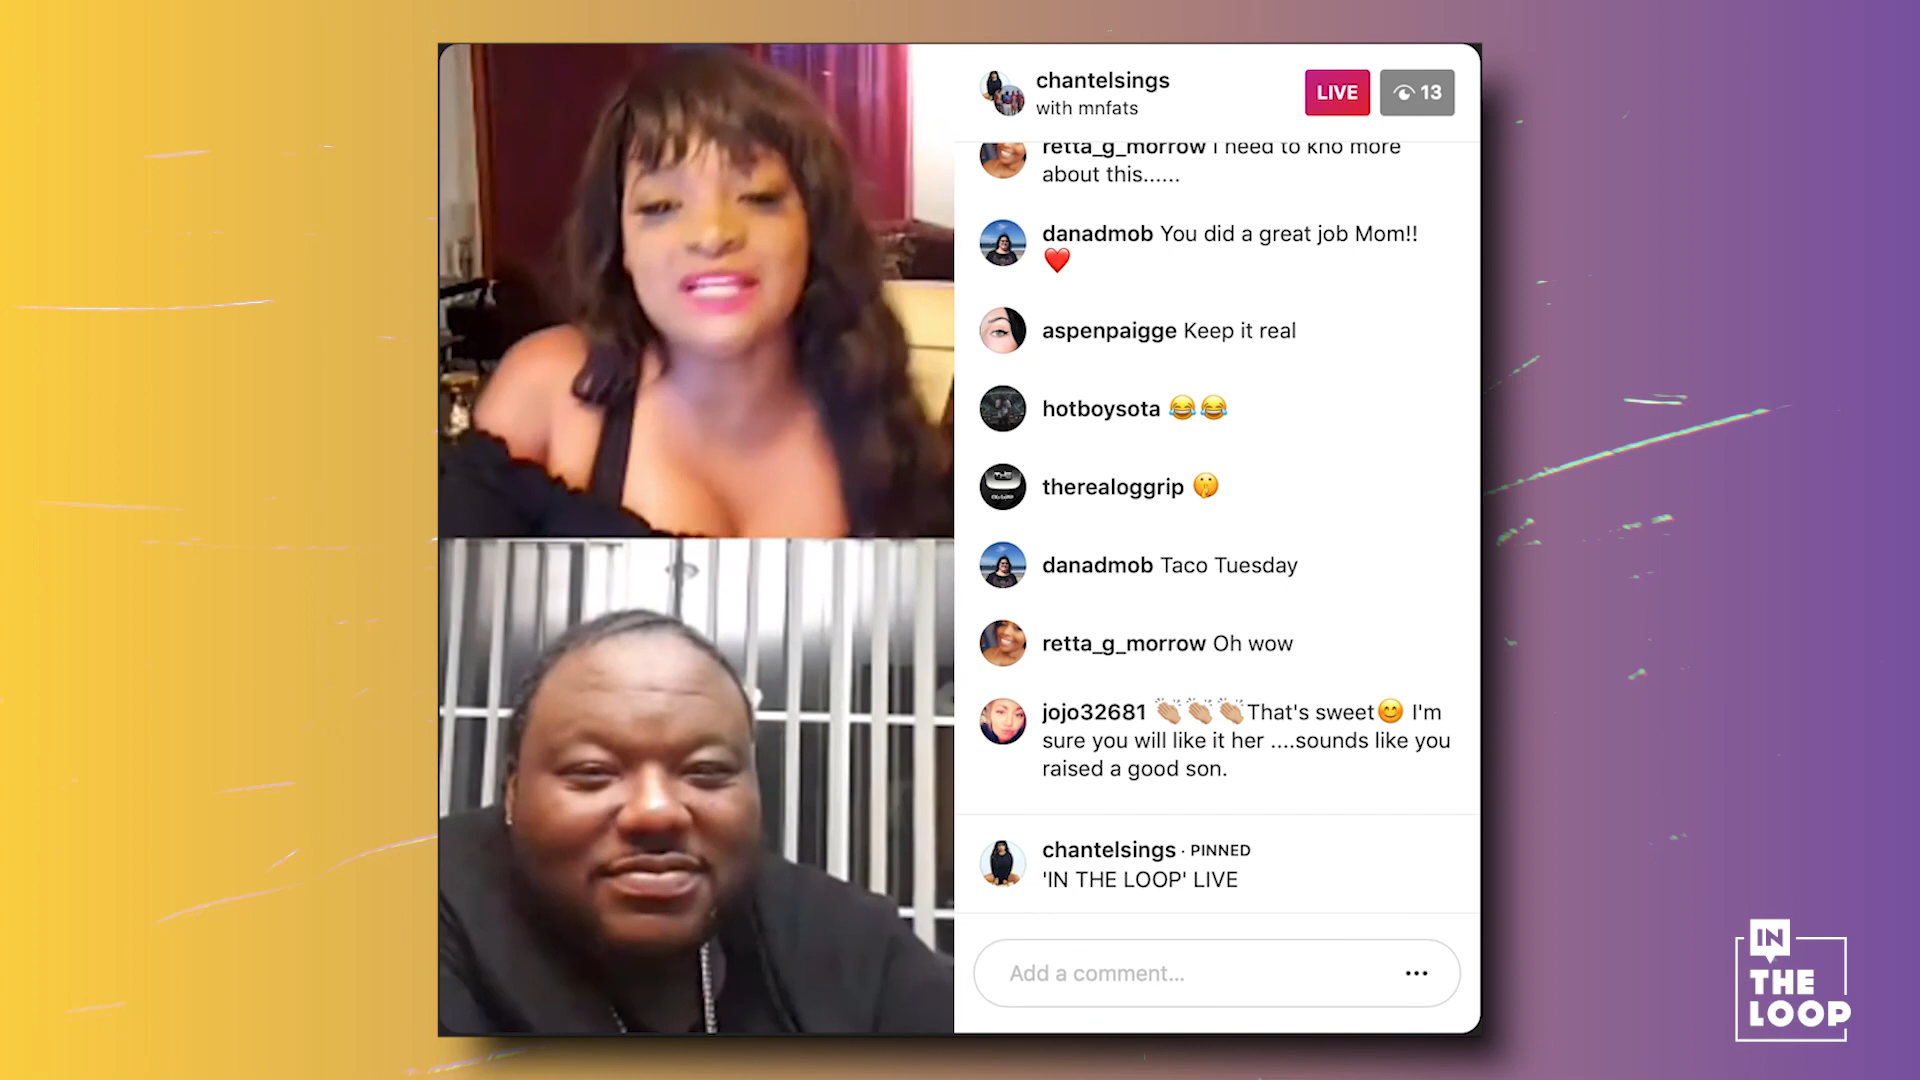 chantelsings
with mnfats
LIVE
13
retta_g_morrow I need to kno more
about this......
danadmob You did a great job Mom!!
❤️
aspenpaigge Keep it real
hotboysota 😂😂
therealoggrip 🤫
danadmob Taco Tuesday
retta_g_morrow Oh wow
jojo32681 👏🏼👏🏼👏🏼That's sweet😊 I'm
sure you will like it her ....sounds like you
raised a good son.
chantelsings · PINNED
'IN THE LOOP' LIVE
Add a comment...
IN
THE
LOOP